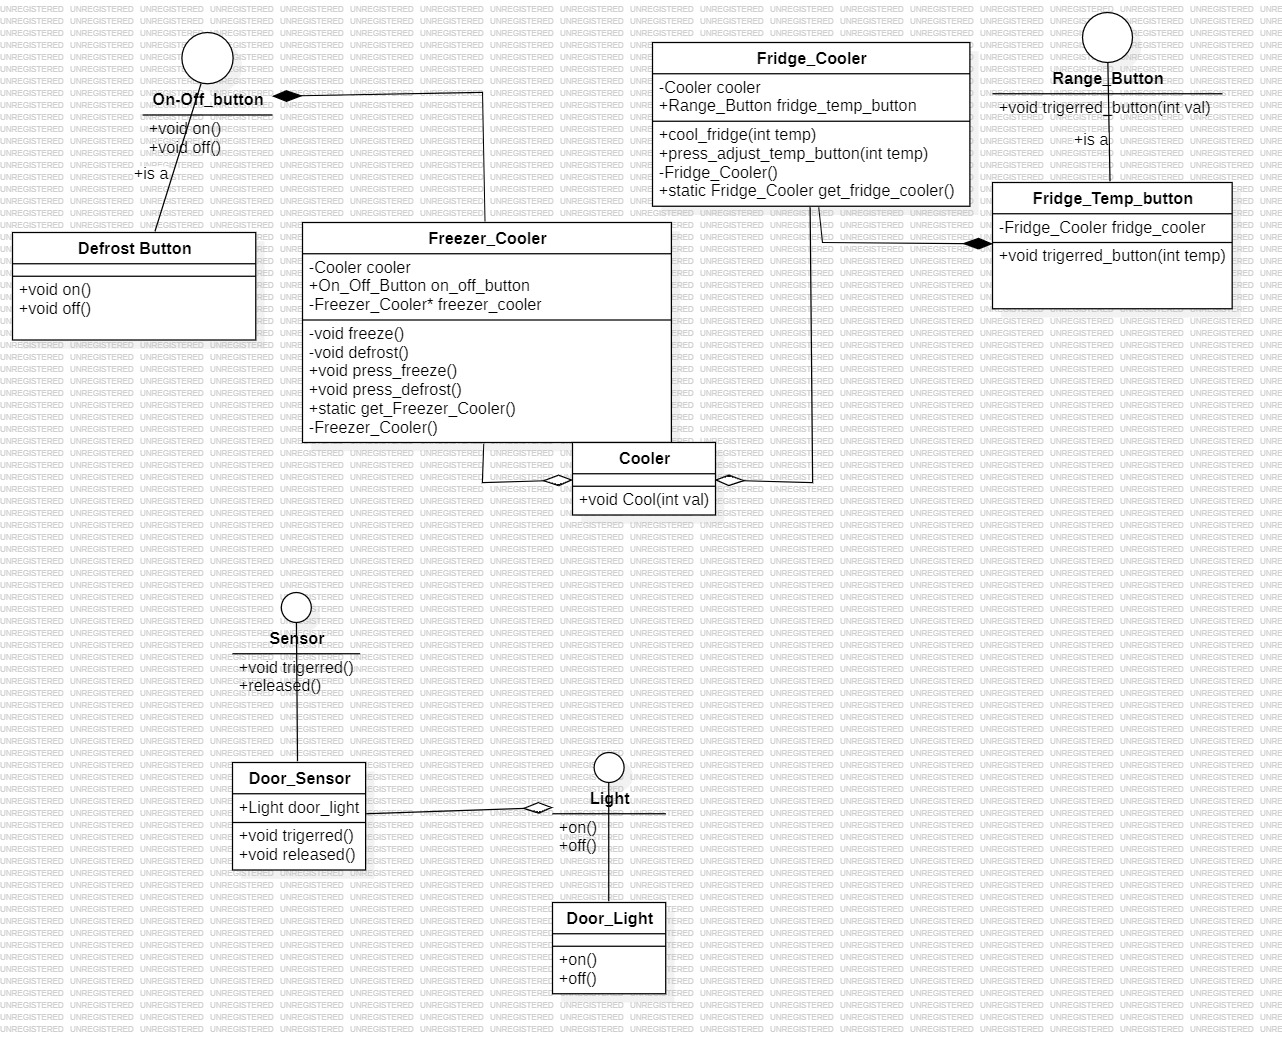 On-Off_button
+void on()
+void off()
+is a
Defrost Button
+void on()
+void off()
Freezer_Cooler
-Cooler cooler
+On_Off_Button on_off_button
-Freezer_Cooler* freezer_cooler
-void freeze()
-void defrost()
+void press_freeze()
+void press_defrost()
+static get_Freezer_Cooler()
-Freezer_Cooler()
Fridge_Cooler
-Cooler cooler
+Range_Button fridge_temp_button
+cool_fridge(int temp)
+press_adjust_temp_button(int temp)
-Fridge_Cooler()
+static Fridge_Cooler get_fridge_cooler()
Range_Button
+void trigerred_button(int val)
+is a
Fridge_Temp_button
-Fridge_Cooler fridge_cooler
+void trigerred_button(int temp)
Cooler
+void Cool(int val)
Sensor
+void trigerred()
+released()
Door_Sensor
+Light door_light
+void trigerred()
+void released()
Light
+on()
+off()
Door_Light
+on()
+off()
UNREGISTERED